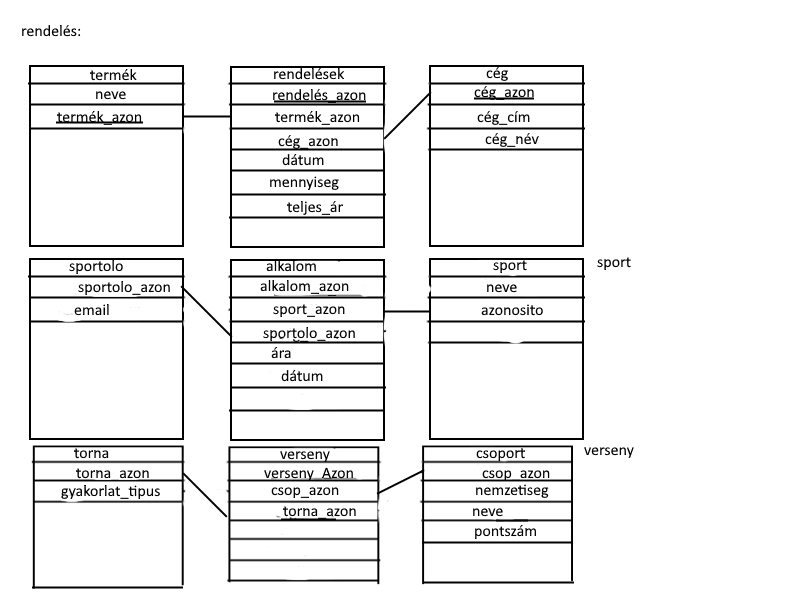 rendelés:
termék
neve
termék_azon
rendelések
rendelés_azon
termék_azon
cég_azon
dátum
mennyiseg
teljes_ár
cég
cég_azon
cég_cím
cég_név
sport
sportolo
sportolo_azon
email
alkalom
alkalom_azon
sport_azon
sportolo_azon
ára
dátum
sport
neve
azonosito
verseny
torna
torna_azon
gyakorlat_tipus
verseny
verseny_Azon
csop_azon
torna_azon
csoport
csop_azon
nemzetiseg
neve
pontszám